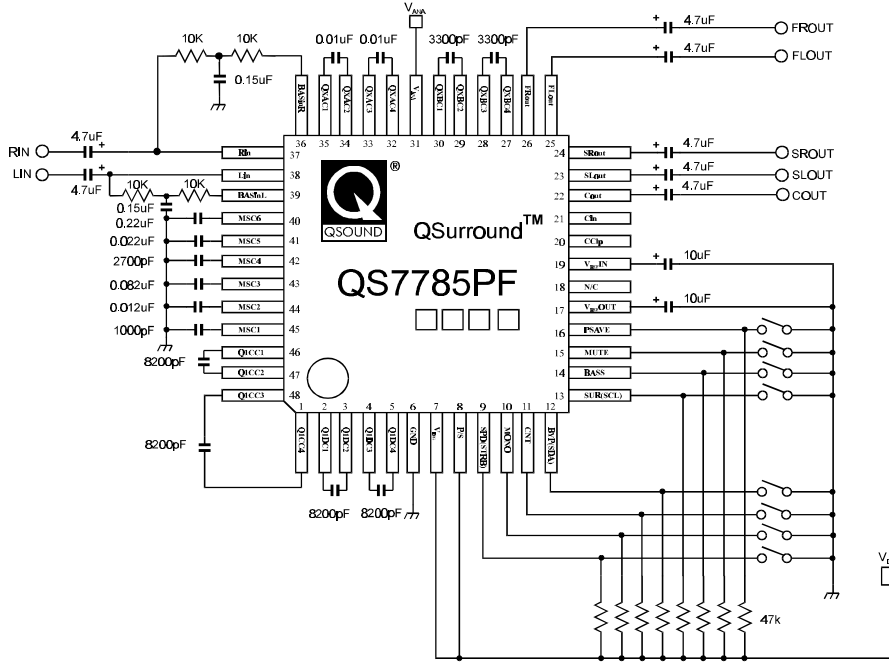 VANA
FROUT
FLOUT
4.7uF
4.7uF
10K
10K
0.15uF
0.01uF
0.01uF
3300pF
3300pF
BASinR
QXAC1
QXAC2
QXAC3
QXAC4
QXBC1
QXBC2
QXBC3
QXBC4
FRout
FLout
36
35
34
33
32
31
30
29
28
27
26
25
RIN
4.7uF
RIn
37
LIN
4.7uF
Lin
38
10K
10K
BASinL
39
0.15uF
0.22uF
MSC6
40
0.022uF
MSC5
41
2700pF
MSC4
42
0.082uF
MSC3
43
0.012uF
MSC2
44
1000pF
MSC1
45
8200pF
Q1CC1
46
Q1CC2
47
Q1CC3
48
8200pF
Q
®
QSOUND
QSurround™
QS7785PF
24
SRout
4.7uF
SROUT
23
SLout
4.7uF
SLOUT
22
Cout
4.7uF
COUT
21
CIn
20
19
VREFIN
10uF
18
N/C
17
VREFOUT
10uF
16
PSAVE
15
MUTE
14
BASS
13
SUR(SCL)
1
2
3
4
5
6
7
8
9
10
11
12
Q1CC4
Q1DC1
Q1DC2
Q1DC3
Q1DC4
GND
P/S
SPD(STRB)
MONO
CNT
BYP(SDA)
8200pF
8200pF
47k